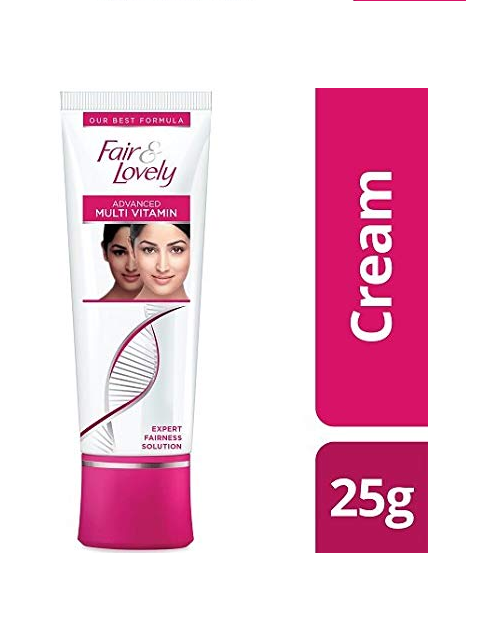 OUR BEST FORMULA
Fair &
Lovely
ADVANCED
MULTI VITAMIN
EXPERT
FAIRNESS
SOLUTION
Cream
25g